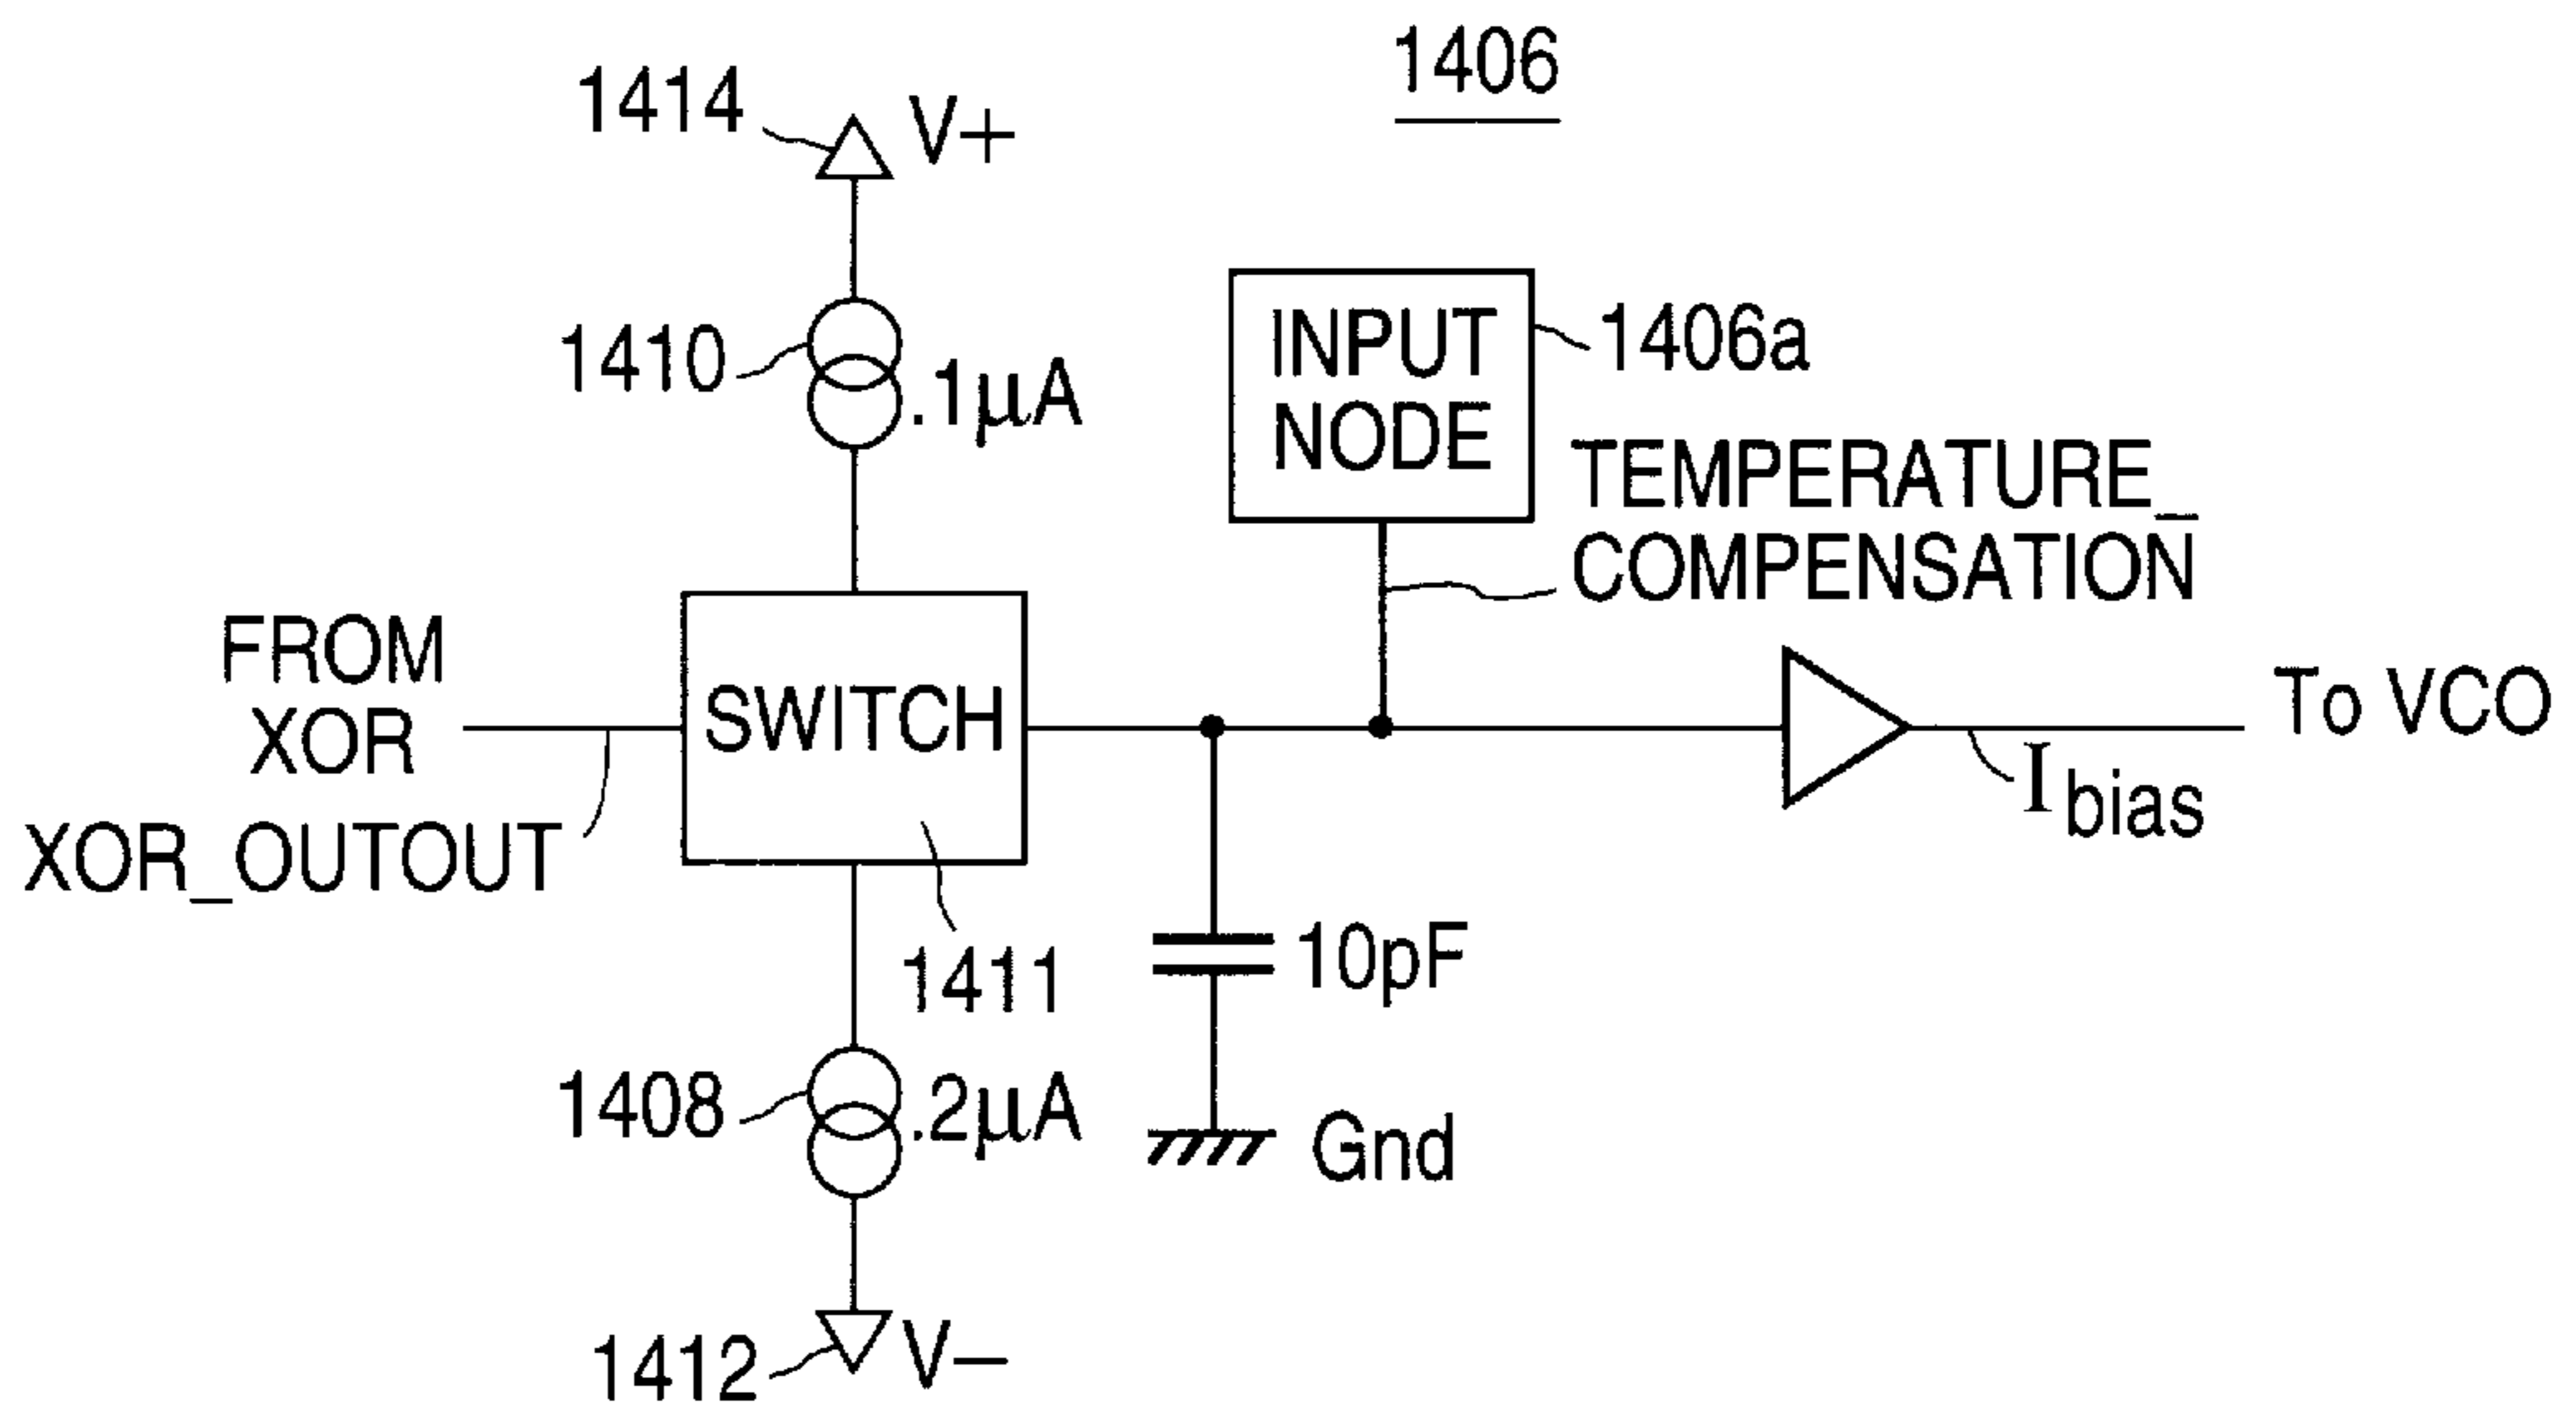 1406
1414
V+
1410
.1μA
INPUT
NODE
1406a
TEMPERATURE_
COMPENSATION
FROM
XOR
XOR_OUTOUT
SWITCH
1411
To VCO
Ibias
10pF
Gnd
1408
.2μA
1412
V−